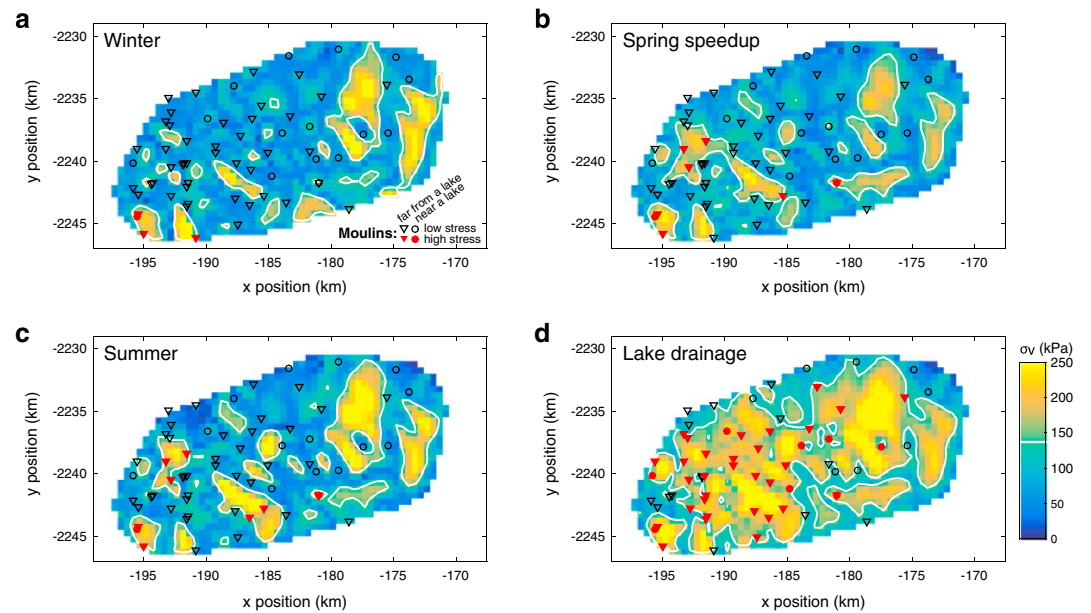 a
Winter
-2230
-2235
-2240
-2245
y position (km)
far from a lake
near a lake
Moulins:
low stress
high stress
-195
-190
-185
-180
-175
-170
x position (km)
b
Spring speedup
-2230
-2235
-2240
-2245
y position (km)
-195
-190
-185
-180
-175
-170
x position (km)
c
Summer
-2230
-2235
-2240
-2245
y position (km)
-195
-190
-185
-180
-175
-170
x position (km)
d
Lake drainage
-2230
-2235
-2240
-2245
y position (km)
-195
-190
-185
-180
-175
-170
x position (km)
σv (kPa)
250
200
150
100
50
0